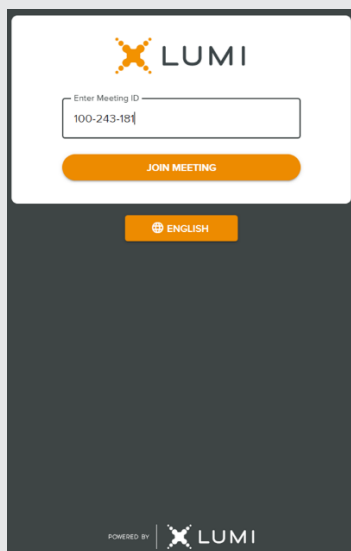 LUMI
Enter Meeting ID
100-243-181
JOIN MEETING
ENGLISH
POWERED BY LUMI